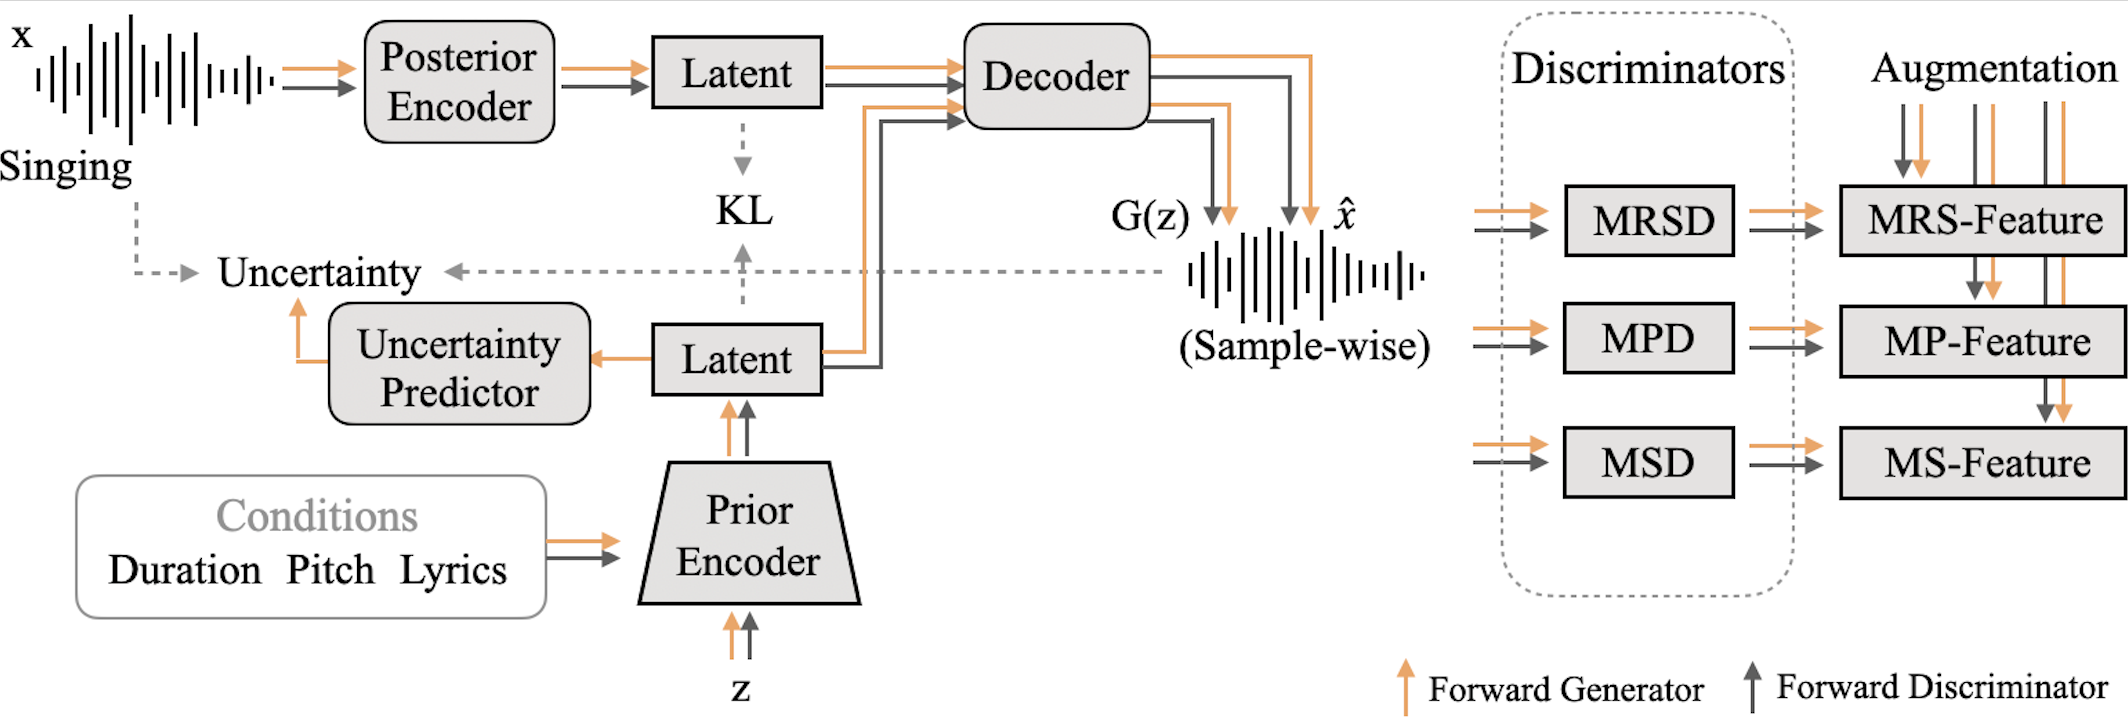 x
Singing
Posterior
Encoder
Latent
Decoder
KL
G(z)
x̂
(Sample-wise)
Uncertainty
Uncertainty
Predictor
Latent
Conditions
Duration Pitch Lyrics
Prior
Encoder
z
Discriminators
Augmentation
MRSD
MRS-Feature
MPD
MP-Feature
MSD
MS-Feature
Forward Generator
Forward Discriminator